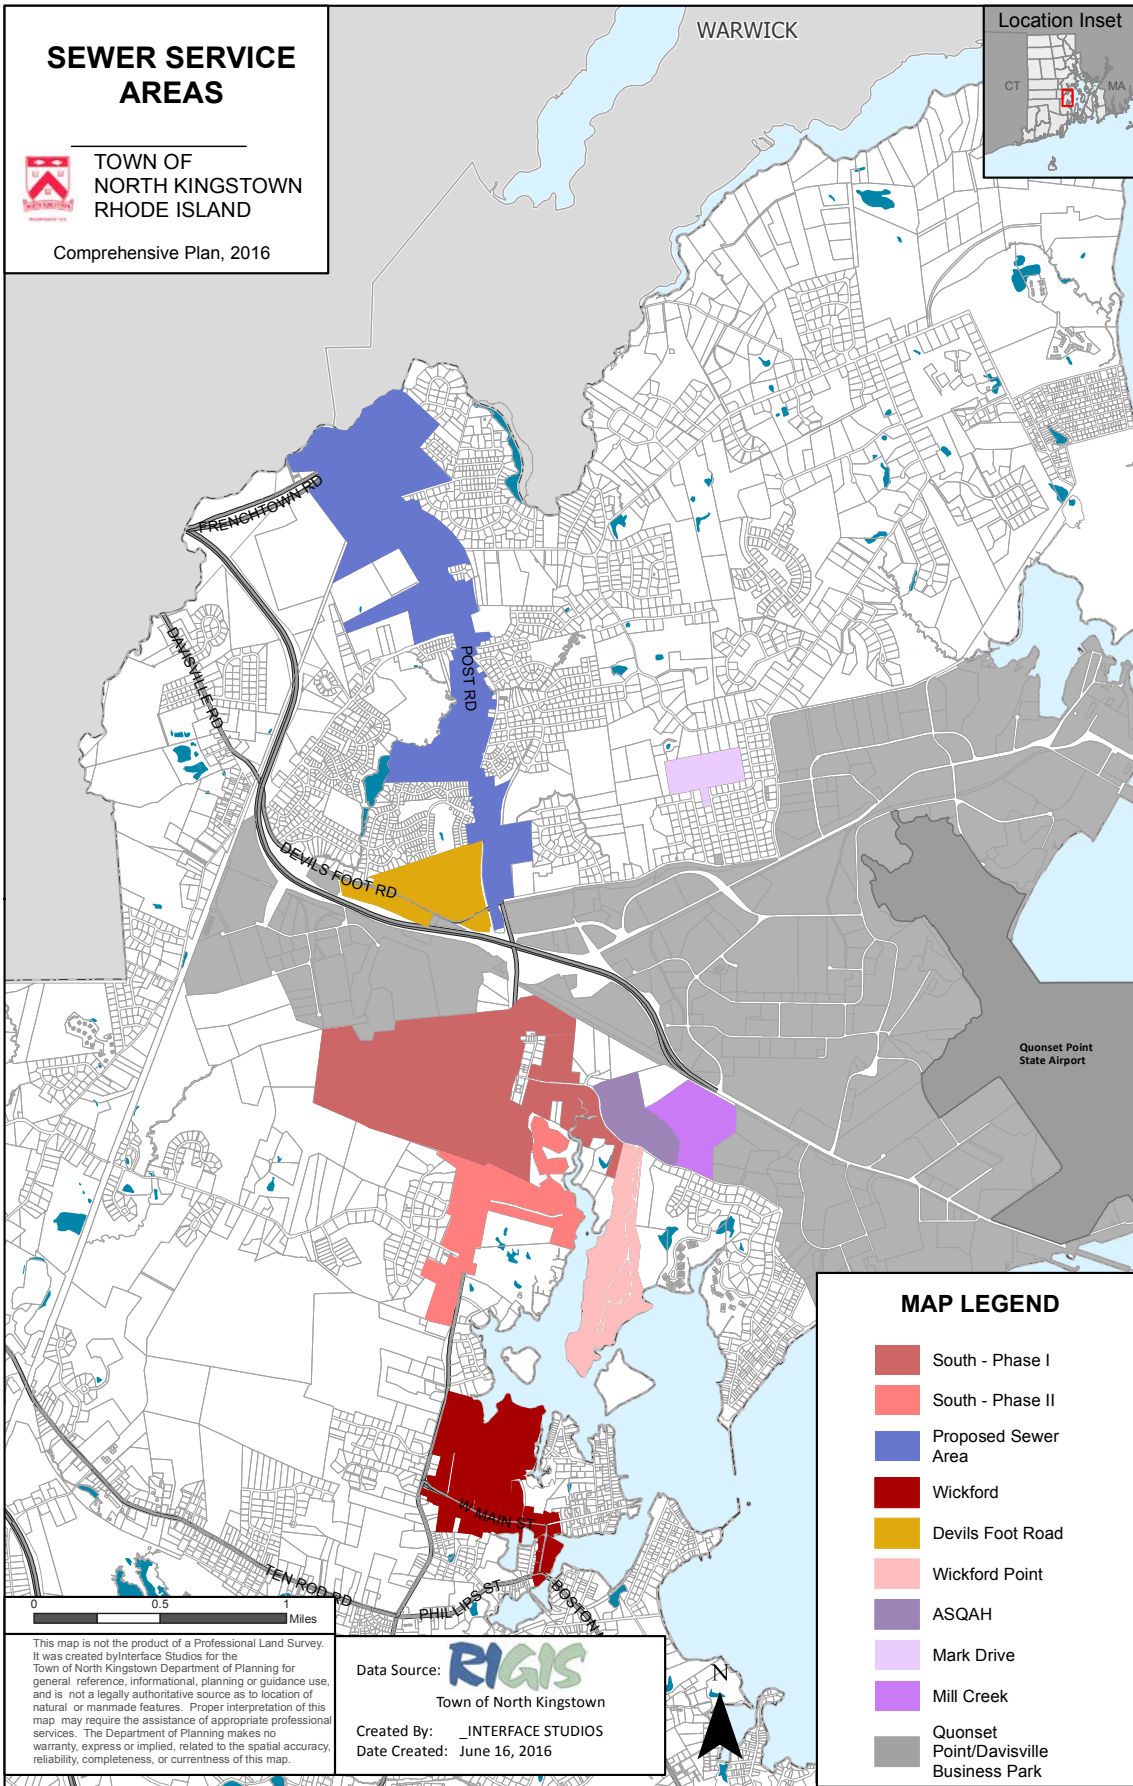 SEWER SERVICE
AREAS
TOWN OF
NORTH KINGSTOWN
RHODE ISLAND
Comprehensive Plan, 2016
WARWICK
Location Inset
CT
MA
FRENCHTOWN RD
DAVISVILLE RD
POST RD
DEVILS FOOT RD
Quonset Point
State Airport
W MAIN ST
TEN ROD RD
PHILLIPS ST
BOSTON
MAP LEGEND
South - Phase I
South - Phase II
Proposed Sewer
Area
Wickford
Devils Foot Road
Wickford Point
ASQAH
Mark Drive
Mill Creek
Quonset
Point/Davisville
Business Park
0 0.5 1
Miles
This map is not the product of a Professional Land Survey.
It was created byInterface Studios for the
Town of North Kingstown Department of Planning for
general reference, informational, planning or guidance use,
and is not a legally authoritative source as to location of
natural or manmade features. Proper interpretation of this
map may require the assistance of appropriate professional
services. The Department of Planning makes no
warranty, express or implied, related to the spatial accuracy,
reliability, completeness, or currentness of this map.
Data Source: RIGIS
Town of North Kingstown
Created By: _INTERFACE STUDIOS
Date Created: June 16, 2016
N